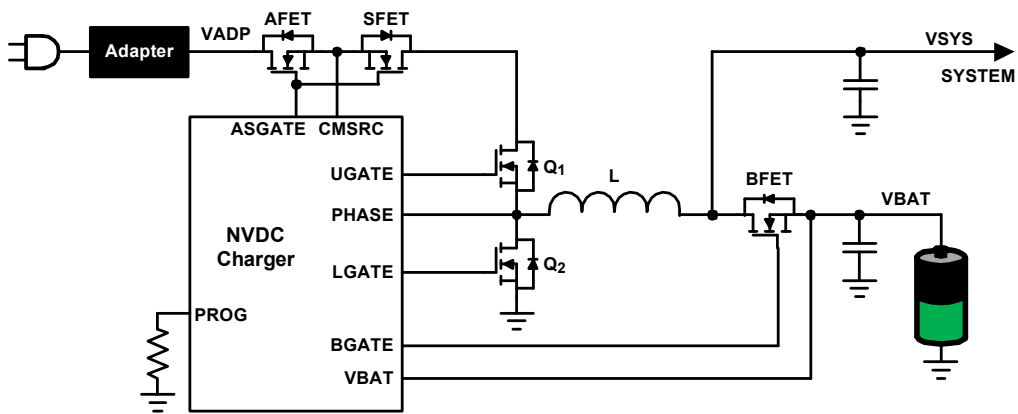 AFET
SFET
VADP
Adapter
VSYS
SYSTEM
ASGATE
CMSRC
UGATE
Q1
L
BFET
PHASE
VBAT
NVDC
Charger
LGATE
Q2
PROG
BGATE
VBAT